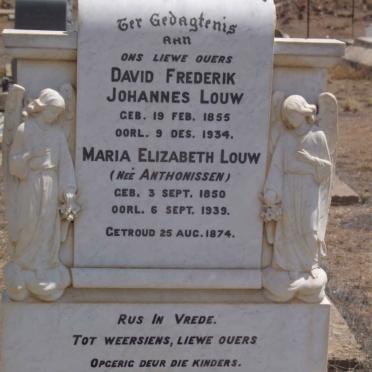 Ter Gedagtenis
AAN
ONS LIEWE OUERS
DAVID FREDERIK
JOHANNES LOUW
GEB. 19 FEB. 1855
OORL. 9 DES. 1934.
MARIA ELIZABETH LOUW
(NEÉ ANTHONISSEN)
GEB. 3 SEPT. 1850
OORL. 6 SEPT. 1939.
GETROUD 25 AUG. 1874.
RUS IN VREDE.
TOT WEERSIENS, LIEWE OUERS
OPGERIG DEUR DIE KINDERS.